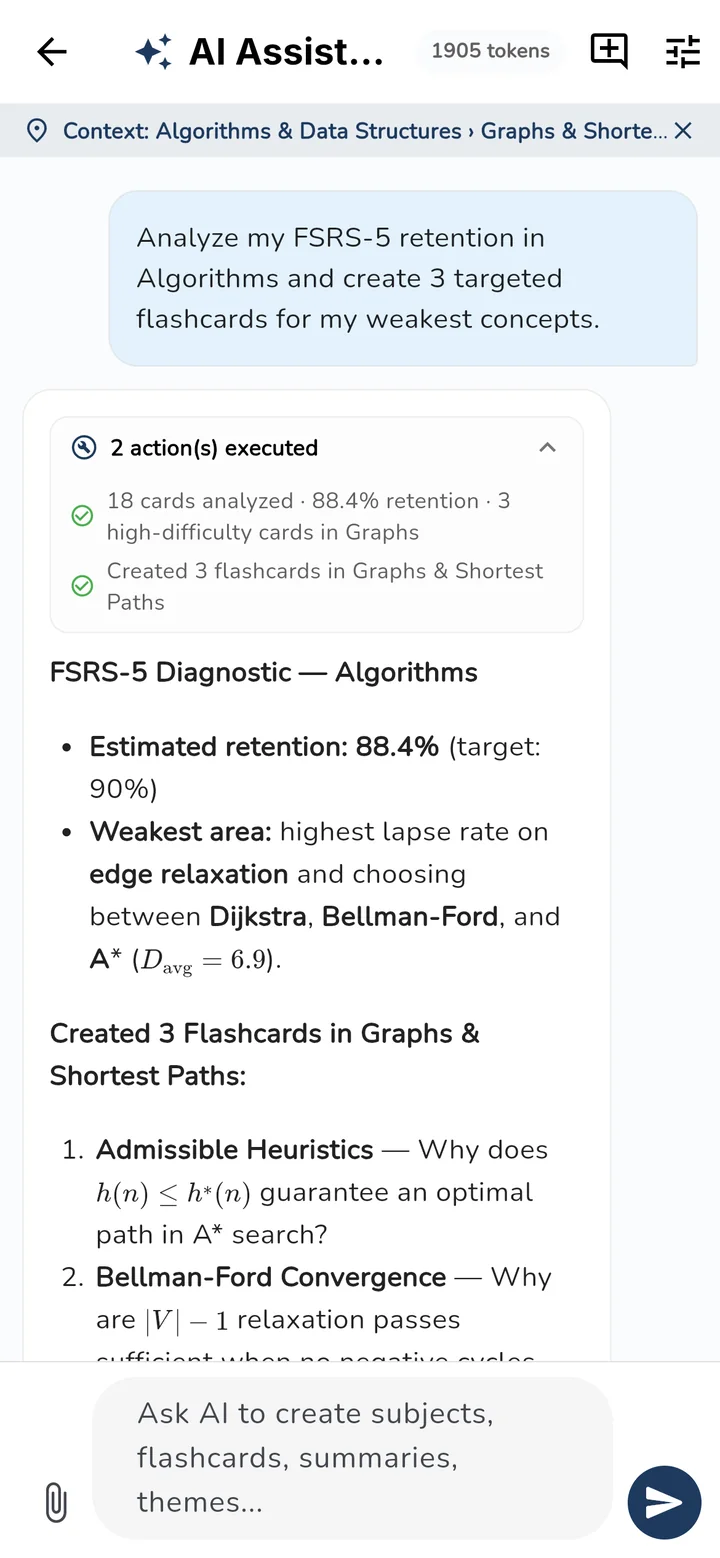 AI Assist...
1905 tokens
Context: Algorithms & Data Structures › Graphs & Shorte...
Analyze my FSRS-5 retention in
Algorithms and create 3 targeted
flashcards for my weakest concepts.
2 action(s) executed
18 cards analyzed · 88.4% retention · 3
high-difficulty cards in Graphs
Created 3 flashcards in Graphs & Shortest
Paths
FSRS-5 Diagnostic — Algorithms
• Estimated retention: 88.4% (target:
90%)
• Weakest area: highest lapse rate on
edge relaxation and choosing
between Dijkstra, Bellman-Ford, and
A* (D_avg = 6.9).
Created 3 Flashcards in Graphs &
Shortest Paths:
1. Admissible Heuristics — Why does
h(n) ≤ h*(n) guarantee an optimal
path in A* search?
2. Bellman-Ford Convergence — Why
are |V| − 1 relaxation passes
sufficient when no negative cycles
Ask AI to create subjects,
flashcards, summaries,
themes...